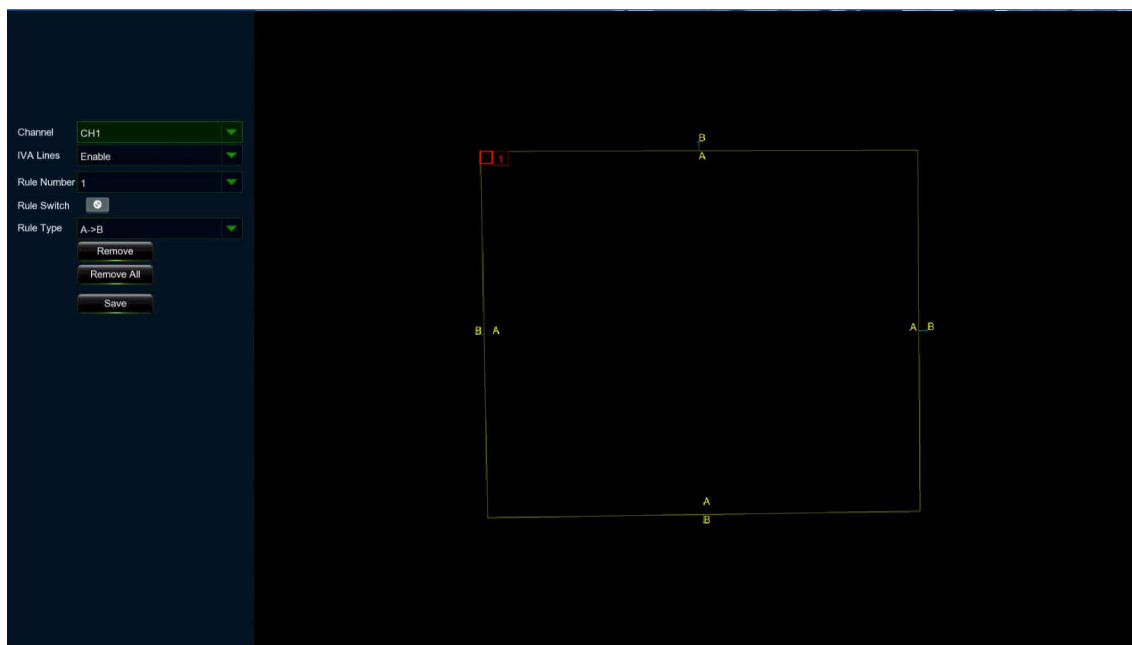 Channel CH1
IVA Lines Enable
Rule Number 1
Rule Switch
Rule Type A->B
Remove
Remove All
Save
B
1 A
B A
A B
A
B